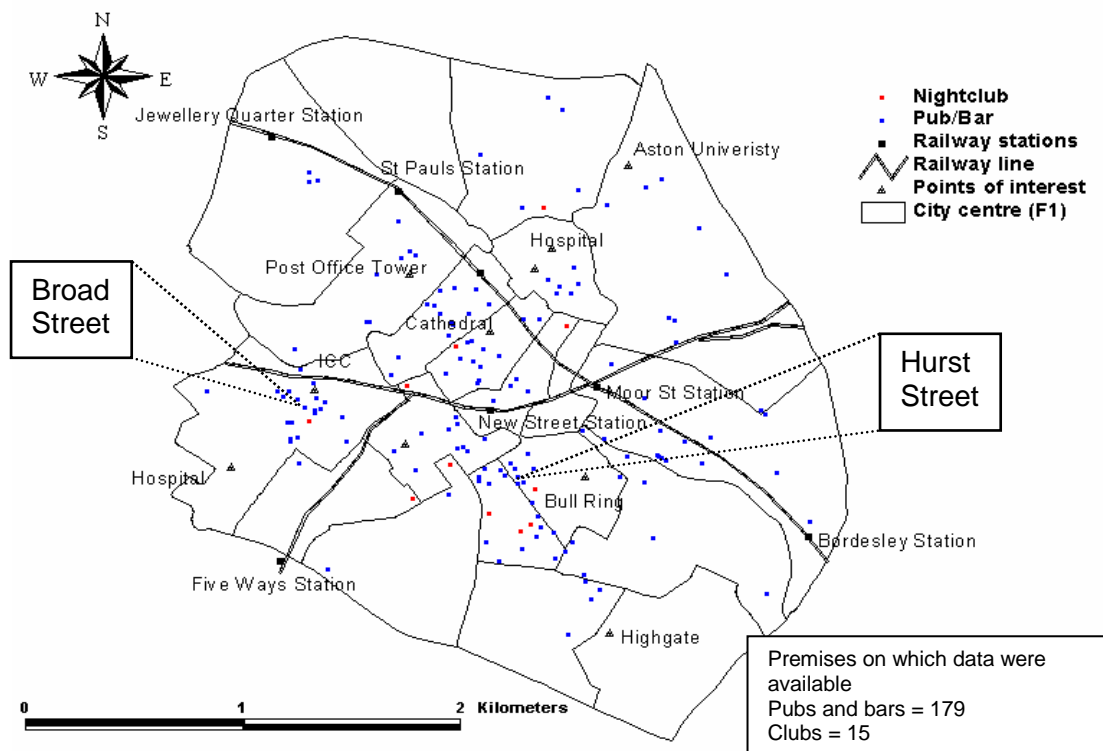 N
W E
S
Nightclub
Pub/Bar
Railway stations
Railway line
Points of interest
City centre (F1)
Jewellery Quarter Station
St Pauls Station
Aston Univeristy
Hospital
Post Office Tower
Broad
Street
Cathedral
ICC
Hurst
Street
Moor St Station
New Street Station
Hospital
Bull Ring
Bordesley Station
Five Ways Station
Highgate
Premises on which data were
available
Pubs and bars = 179
Clubs = 15
0 1 2 Kilometers